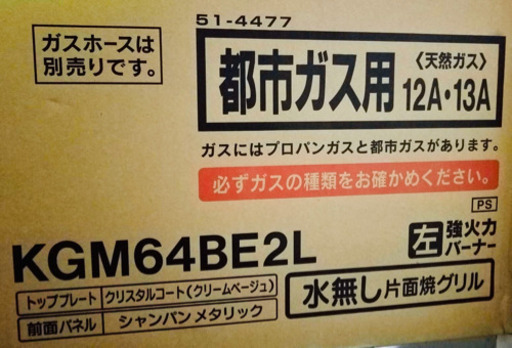 51-4477
ガスホースは
別売りです。
都市ガス用
〈天然ガス〉
12A・13A
ガスにはプロパンガスと都市ガスがあります。
必ずガスの種類をお確かめください。
PS
KGM64BE2L
左
強火力
バーナー
トッププレート クリスタルコート(クリームベージュ)
前面パネル シャンパン メタリック
水無し片面焼グリル